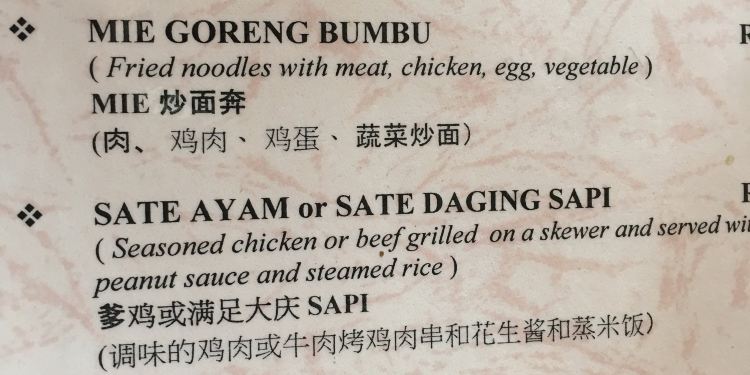 MIE GORENG BUMBU
( Fried noodles with meat, chicken, egg, vegetable )
MIE 炒面奔
(肉、 鸡肉、 鸡蛋、 蔬菜炒面）
SATE AYAM or SATE DAGING SAPI
( Seasoned chicken or beef grilled on a skewer and served
peanut sauce and steamed rice )
爹鸡或满足大庆 SAPI
(调味的鸡肉或牛肉烤鸡肉串和花生酱和蒸米饭）